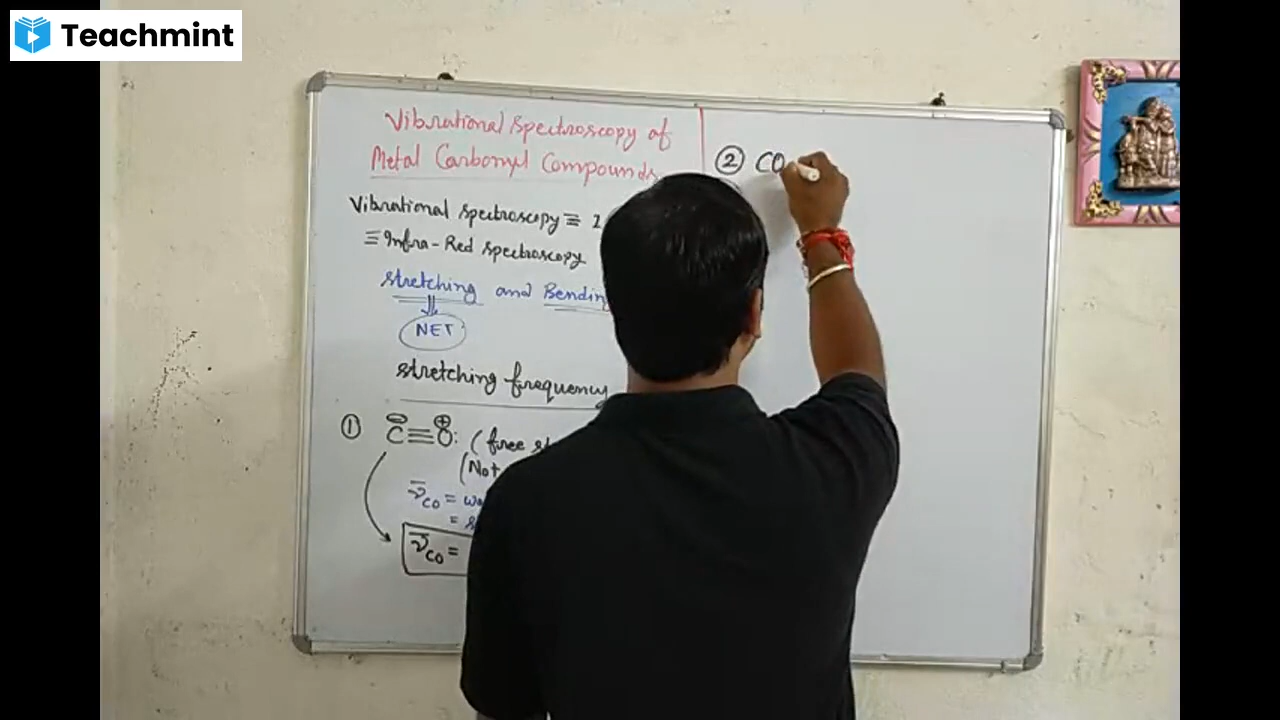 Teachmint
Vibrational spectroscopy of
Metal Carbonyl Compounds
Vibrational spectroscopy ≡
≡ Infra-Red spectroscopy
stretching and Bending
NET
stretching frequency
① C̄≡O⊕: (free
(Not
ν̄CO =
=
ν̄CO =
② CO